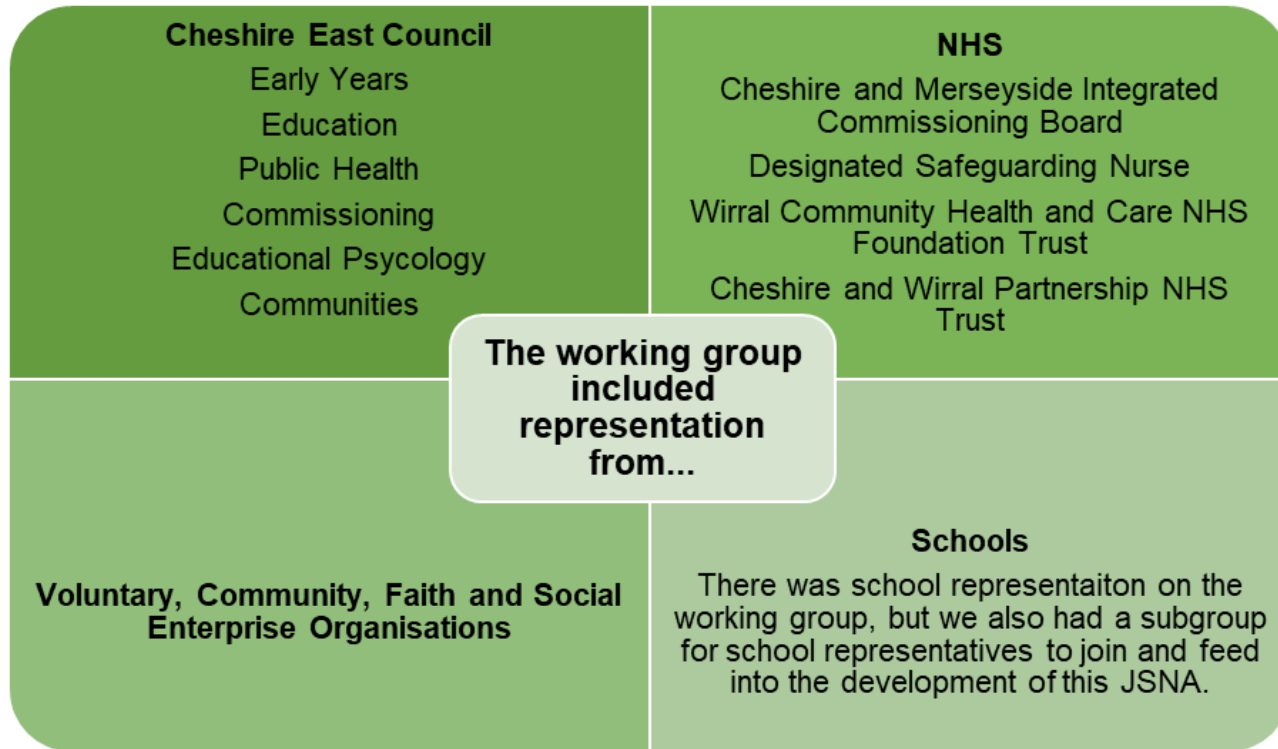 Cheshire East Council
Early Years
Education
Public Health
Commissioning
Educational Psycology
Communities
NHS
Cheshire and Merseyside Integrated
Commissioning Board
Designated Safeguarding Nurse
Wirral Community Health and Care NHS
Foundation Trust
Cheshire and Wirral Partnership NHS
Trust
The working group
included
representation
from...
Voluntary, Community, Faith and Social
Enterprise Organisations
Schools
There was school representaiton on the
working group, but we also had a subgroup
for school representatives to join and feed
into the development of this JSNA.